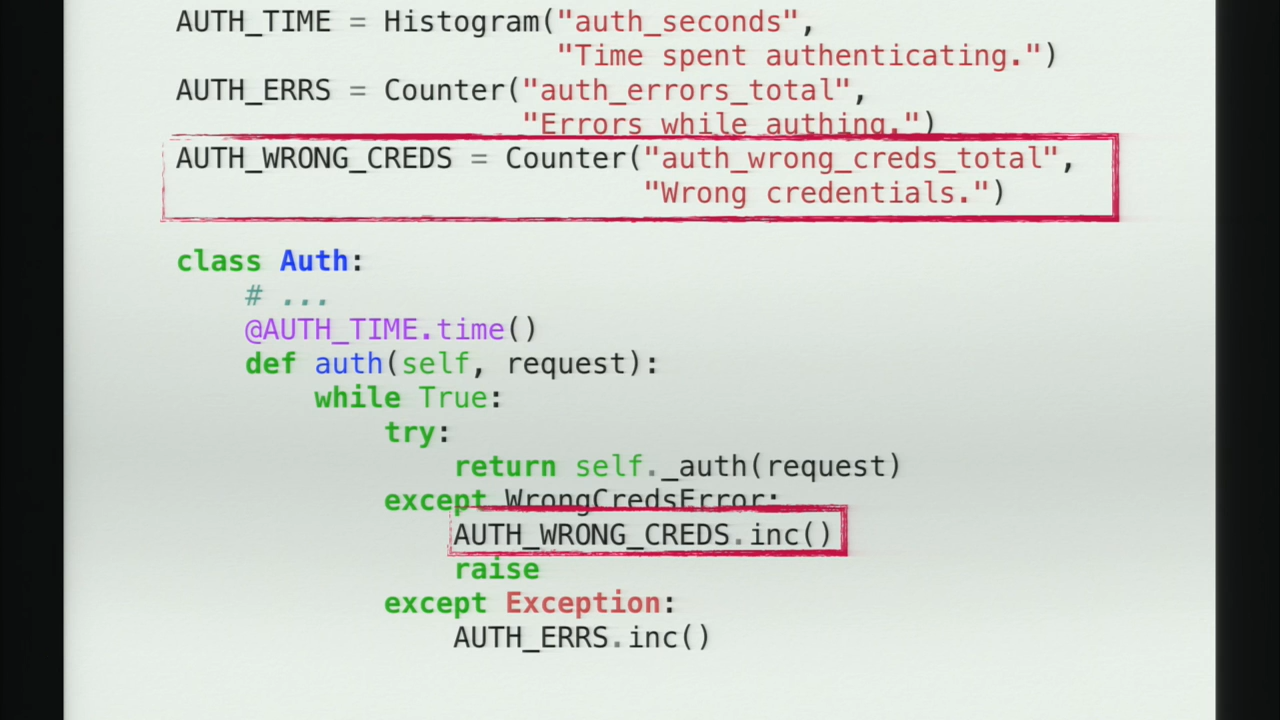 AUTH_TIME = Histogram("auth_seconds",
                      "Time spent authenticating.")
AUTH_ERRS = Counter("auth_errors_total",
                    "Errors while authing.")
AUTH_WRONG_CREDS = Counter("auth_wrong_creds_total",
                           "Wrong credentials.")
class Auth:
    # ...
    @AUTH_TIME.time()
    def auth(self, request):
        while True:
            try:
                return self._auth(request)
            except WrongCredsError:
                AUTH_WRONG_CREDS.inc()
                raise
            except Exception:
                AUTH_ERRS.inc()